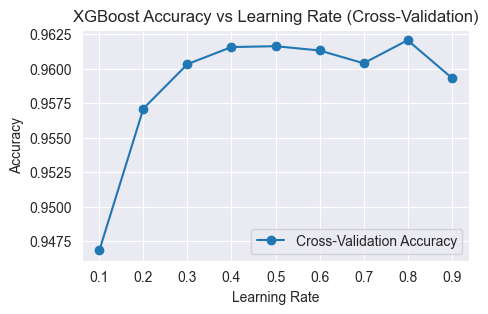 XGBoost Accuracy vs Learning Rate (Cross-Validation)
0.9625
0.9600
0.9575
0.9550
0.9525
0.9500
0.9475
Accuracy
Cross-Validation Accuracy
0.1 0.2 0.3 0.4 0.5 0.6 0.7 0.8 0.9
Learning Rate